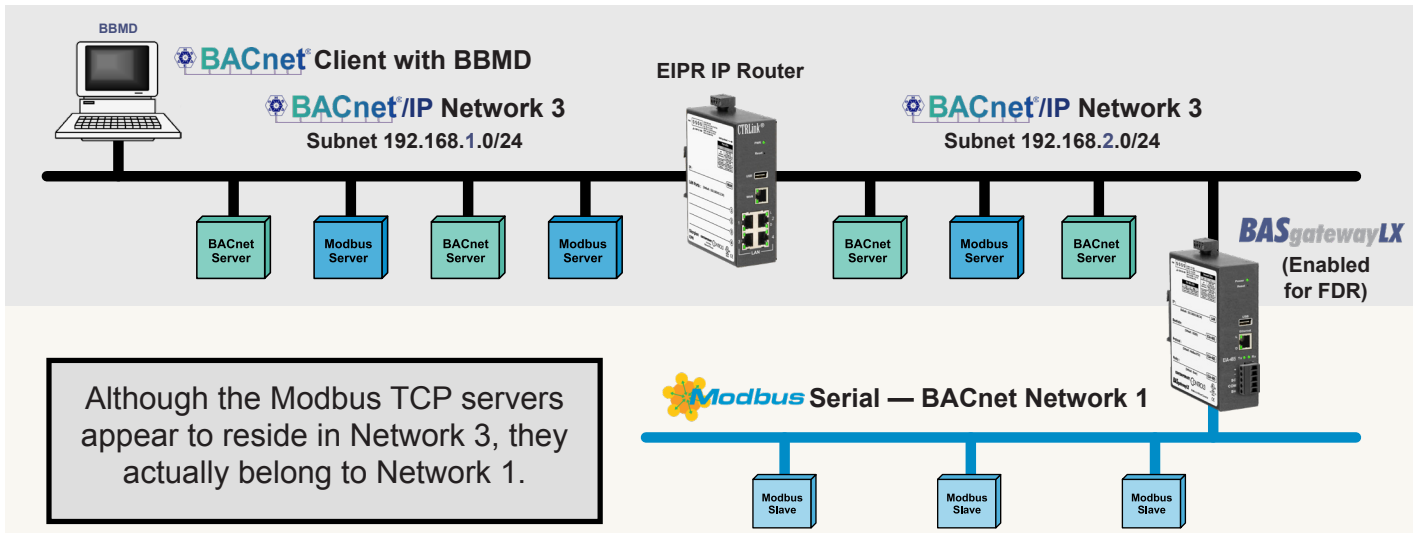 BBMD
BACnet® Client with BBMD
BACnet®/IP Network 3
Subnet 192.168.1.0/24
EIPR IP Router
BACnet®/IP Network 3
Subnet 192.168.2.0/24
CTRLink®
LAN
BACnet
Server
Modbus
Server
BACnet
Server
Modbus
Server
BACnet
Server
Modbus
Server
BACnet
Server
BASgatewayLX
(Enabled
for FDR)
Although the Modbus TCP servers
appear to reside in Network 3, they
actually belong to Network 1.
Modbus Serial — BACnet Network 1
Modbus
Slave
Modbus
Slave
Modbus
Slave